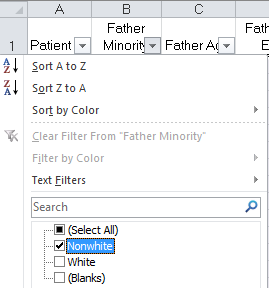 A B C
Father Father
1 Patient Minority Father Ag E
Sort A to Z
Sort Z to A
Sort by Color
Clear Filter From "Father Minority"
Filter by Color
Text Filters
Search
(Select All)
Nonwhite
White
(Blanks)